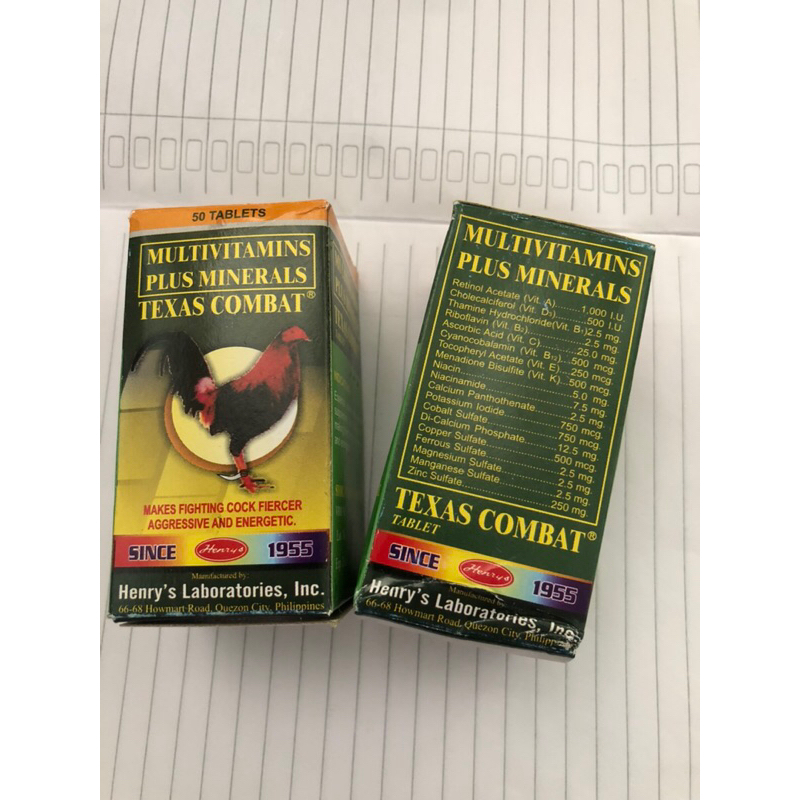 50 TABLETS
MULTIVITAMINS
PLUS MINERALS
TEXAS COMBAT®
MAKES FIGHTING COCK FIERCER
AGGRESSIVE AND ENERGETIC.
SINCE Henry's 1955
Manufactured by:
Henry's Laboratories, Inc.
66-68 Howmart Road, Quezon City, Philippines
MULTIVITAMINS
PLUS MINERALS
Retinol Acetate (Vit. A)........1,000 I.U.
Cholecalciferol (Vit. D3)........500 I.U.
Thamine Hydrochloride(Vit. B1)2.5 mg.
Riboflavin (Vit. B2)..............2.5 mg.
Ascorbic Acid (Vit. C)...........25.0 mg.
Cyanocobalamin (Vit. B12)....500 mcg.
Tocopheryl Acetate (Vit. E)....250 mcg.
Menadione Bisulfite (Vit. K)...500 mcg.
Niacin..............................5.0 mg.
Niacinamide......................7.5 mg.
Calcium Panthothenate.........2.5 mg.
Potassium Iodide...............750 mcg.
Cobalt Sulfate...................750 mcg.
Di-Calcium Phosphate..........12.5 mg.
Copper Sulfate..................500 mcg.
Ferrous Sulfate...................2.5 mg.
Magnesium Sulfate..............2.5 mg.
Manganese Sulfate..............2.5 mg.
Zinc Sulfate......................250 mg.
TEXAS COMBAT®
TABLET
SINCE Henry's 1955
Manufactured by:
Henry's Laboratories, Inc.
66-68 Howmart Road, Quezon City, Philippines